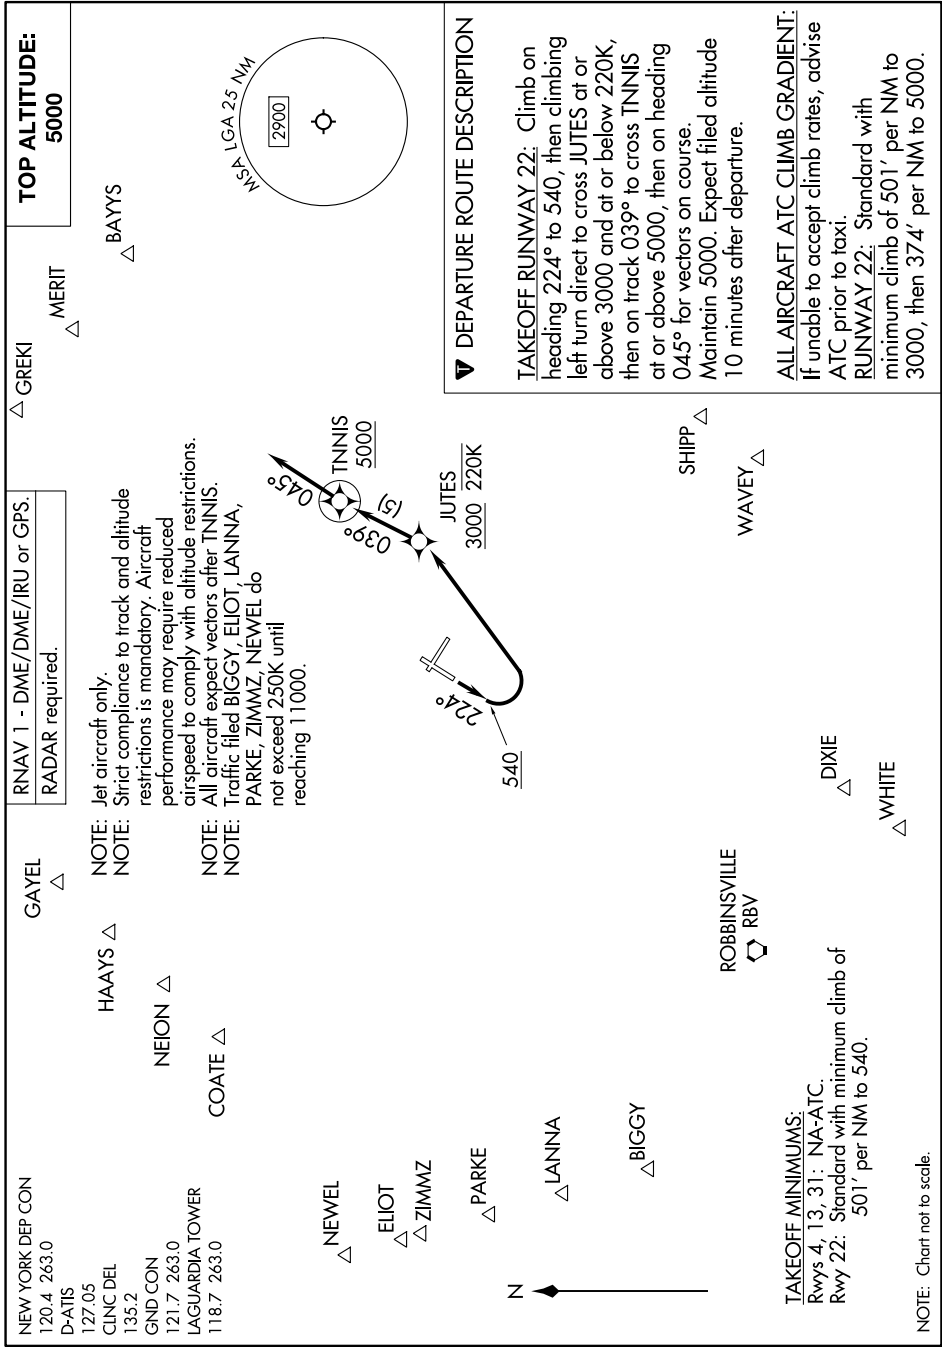 NEW YORK DEP CON
120.4 263.0
D-ATIS
127.05
CLNC DEL
135.2
GND CON
121.7 263.0
LAGUARDIA TOWER
118.7 263.0
RNAV 1 - DME/DME/IRU or GPS.
RADAR required.
TOP ALTITUDE:
5000
NOTE: Jet aircraft only.
NOTE: Strict compliance to track and altitude
restrictions is mandatory. Aircraft
performance may require reduced
airspeed to comply with altitude restrictions.
NOTE: All aircraft expect vectors after TNNIS.
NOTE: Traffic filed BIGGY, ELIOT, LANNA,
PARKE, ZIMMZ, NEWEL do
not exceed 250K until
reaching 11000.
GAYEL
HAAYS
NEION
COATE
GREKI
MERIT
BAYYS
MSA LGA 25 NM
2900
NEWEL
ELIOT
ZIMMZ
PARKE
LANNA
BIGGY
045°
TNNIS
5000
(5)
039°
JUTES
3000 220K
224°
540
N
SHIPP
WAVEY
DIXIE
WHITE
ROBBINSVILLE
RBV
TAKEOFF MINIMUMS:
Rwys 4, 13, 31: NA-ATC.
Rwy 22: Standard with minimum climb of
501' per NM to 540.
NOTE: Chart not to scale.
T DEPARTURE ROUTE DESCRIPTION
TAKEOFF RUNWAY 22: Climb on
heading 224° to 540, then climbing
left turn direct to cross JUTES at or
above 3000 and at or below 220K,
then on track 039° to cross TNNIS
at or above 5000, then on heading
045° for vectors on course.
Maintain 5000. Expect filed altitude
10 minutes after departure.
ALL AIRCRAFT ATC CLIMB GRADIENT:
If unable to accept climb rates, advise
ATC prior to taxi.
RUNWAY 22: Standard with
minimum climb of 501' per NM to
3000, then 374' per NM to 5000.